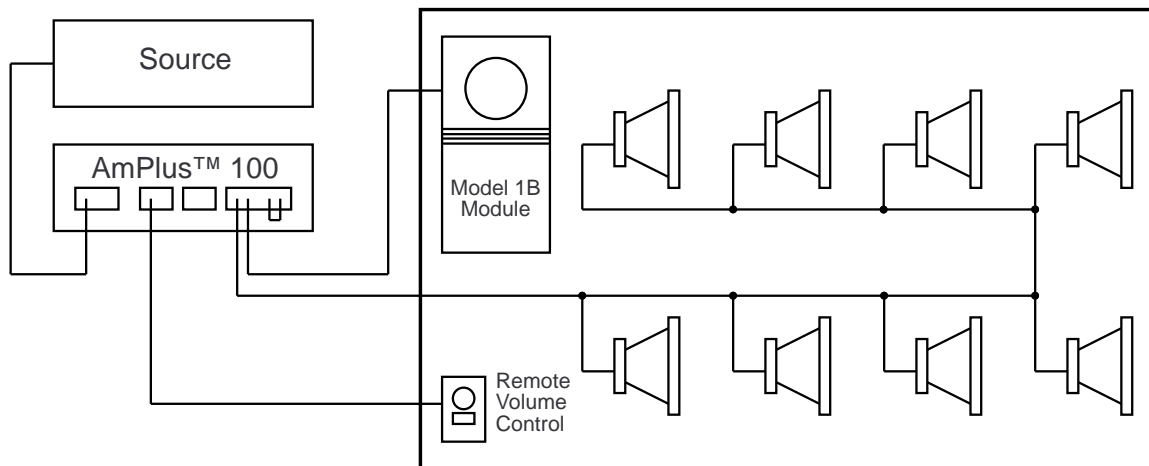 Source
AmPlus™ 100
Model 1B
Module
Remote
Volume
Control